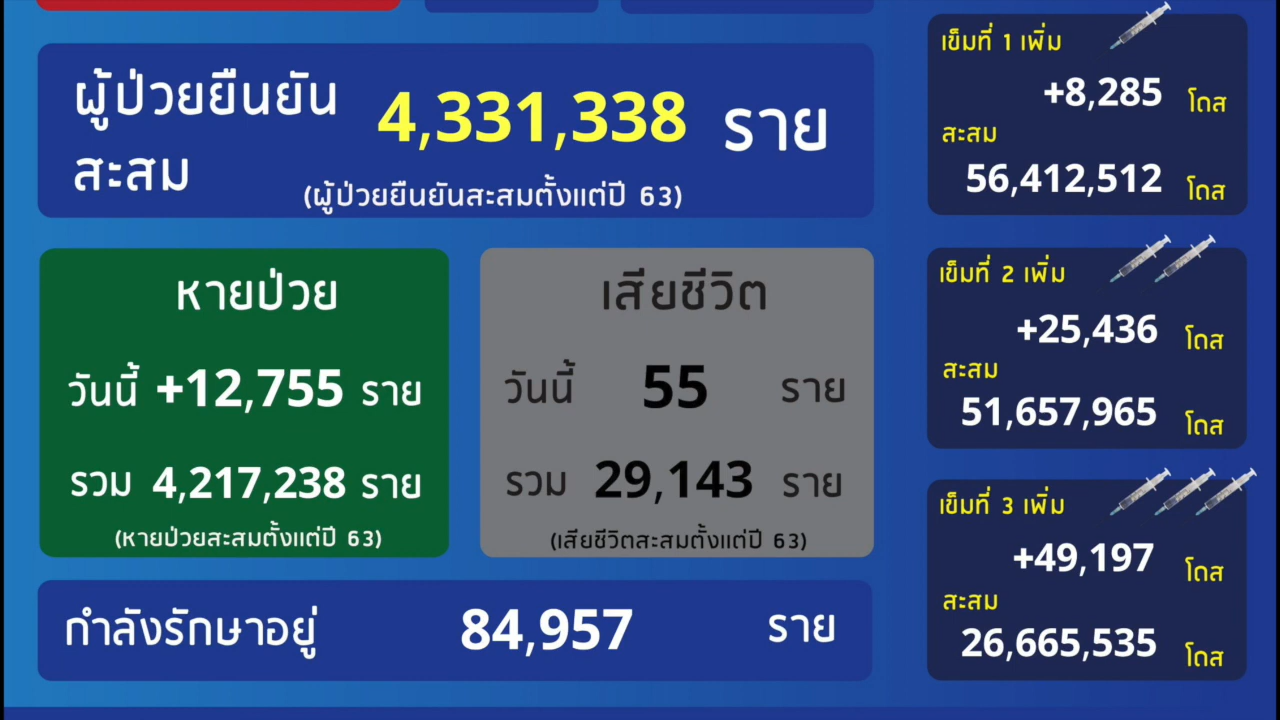 ผู้ป่วยยืนยัน
สะสม
4,331,338 ราย
(ผู้ป่วยยืนยันสะสมตั้งแต่ปี 63)
หายป่วย
วันนี้ +12,755 ราย
รวม 4,217,238 ราย
(หายป่วยสะสมตั้งแต่ปี 63)
เสียชีวิต
วันนี้ 55 ราย
รวม 29,143 ราย
(เสียชีวิตสะสมตั้งแต่ปี 63)
กำลังรักษาอยู่ 84,957 ราย
เข็มที่ 1 เพิ่ม
+8,285 โดส
สะสม
56,412,512 โดส
เข็มที่ 2 เพิ่ม
+25,436 โดส
สะสม
51,657,965 โดส
เข็มที่ 3 เพิ่ม
+49,197 โดส
สะสม
26,665,535 โดส